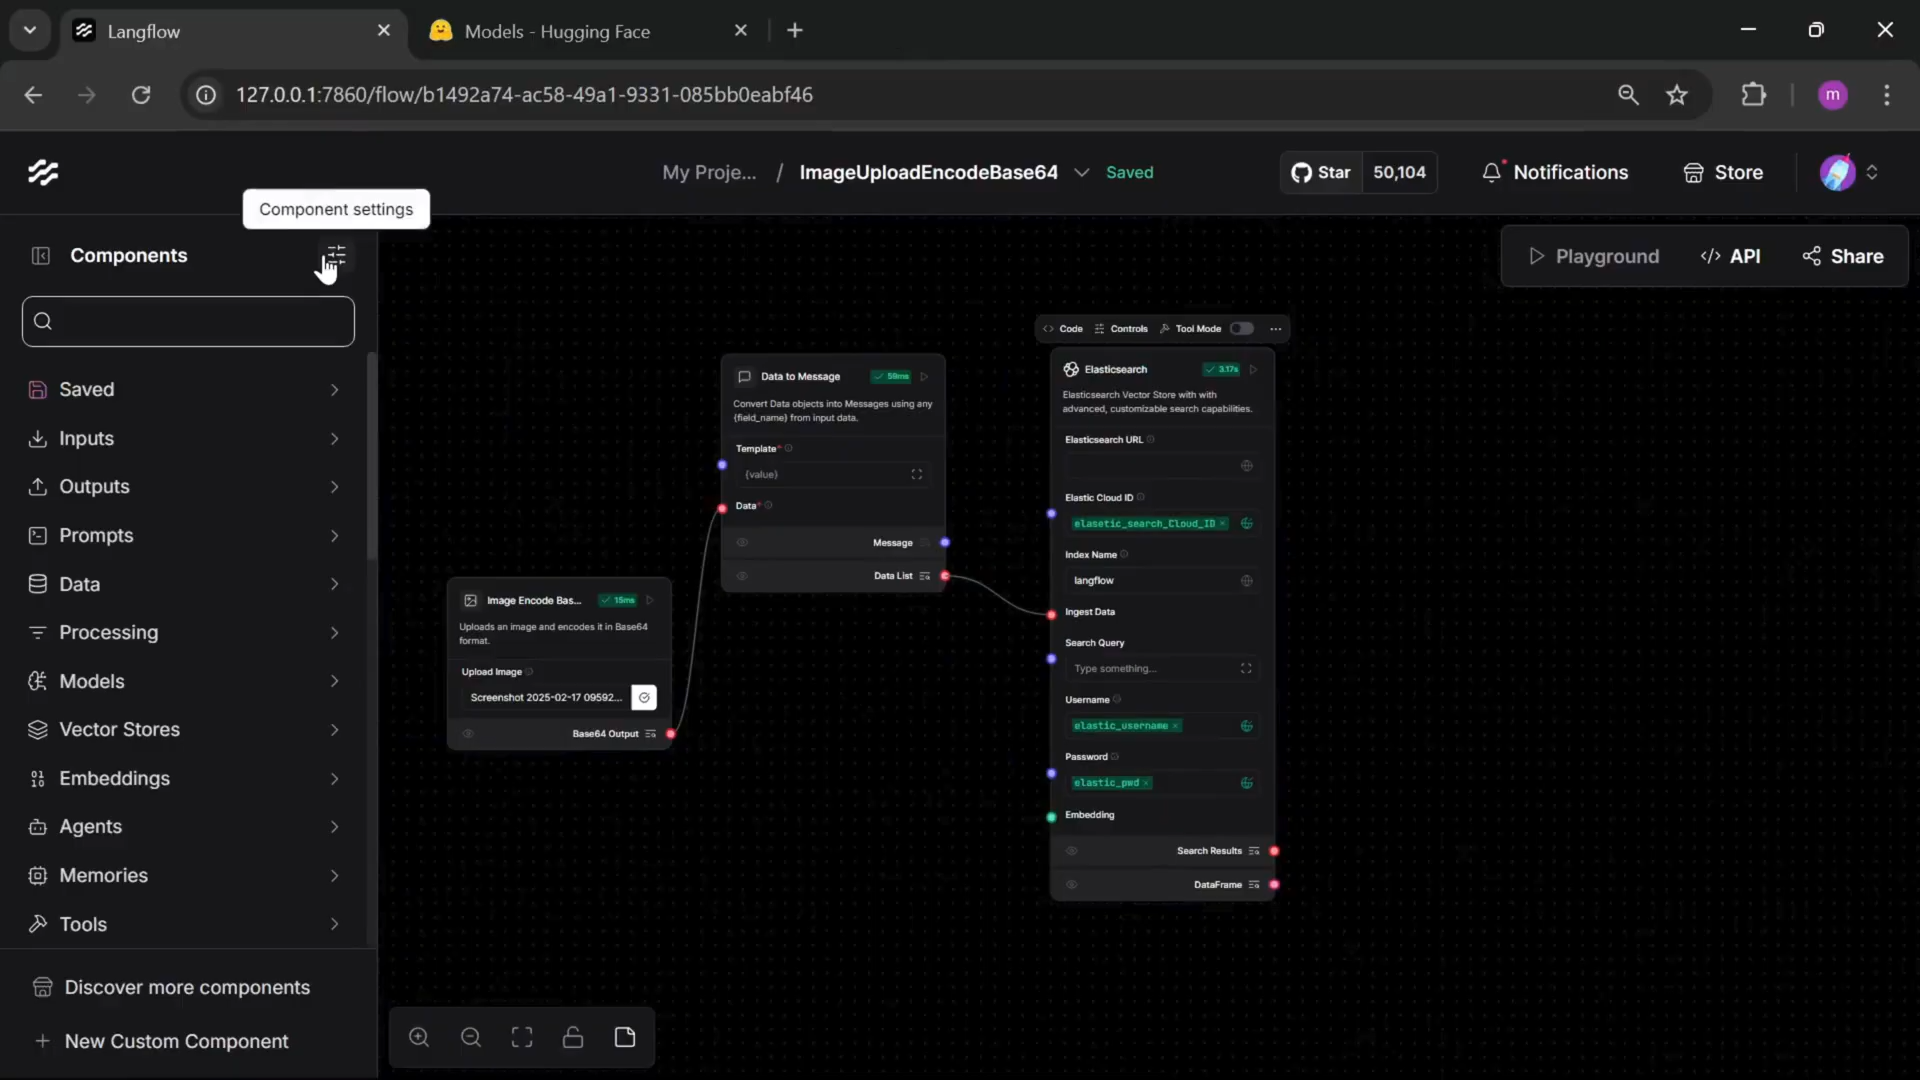 Langflow
Models - Hugging Face
127.0.0.1:7860/flow/b1492a74-ac58-49a1-9331-085bb0eabf46
m
My Proje... / ImageUploadEncodeBase64
Saved
Star 50,104
Notifications
Store
Component settings
Components
Playground
API
Share
Saved
Inputs
Outputs
Prompts
Data
Processing
Models
Vector Stores
Embeddings
Agents
Memories
Tools
Discover more components
New Custom Component
Image Encode Bas...
15ms
Uploads an image and encodes it in Base64
format.
Upload Image
Screenshot 2025-02-17 09592...
Base64 Output
Data to Message
59ms
Convert Data objects into Messages using any
{field_name} from input data.
Template*
{value}
Data*
Message
Data List
Code
Controls
Tool Mode
Elasticsearch
3.17s
Elasticsearch Vector Store with with
advanced, customizable search capabilities.
Elasticsearch URL
Elastic Cloud ID
elasetic_search_Cloud_ID
Index Name
langflow
Ingest Data
Search Query
Type something...
Username
elastic_username
Password
elastic_pwd
Embedding
Search Results
DataFrame